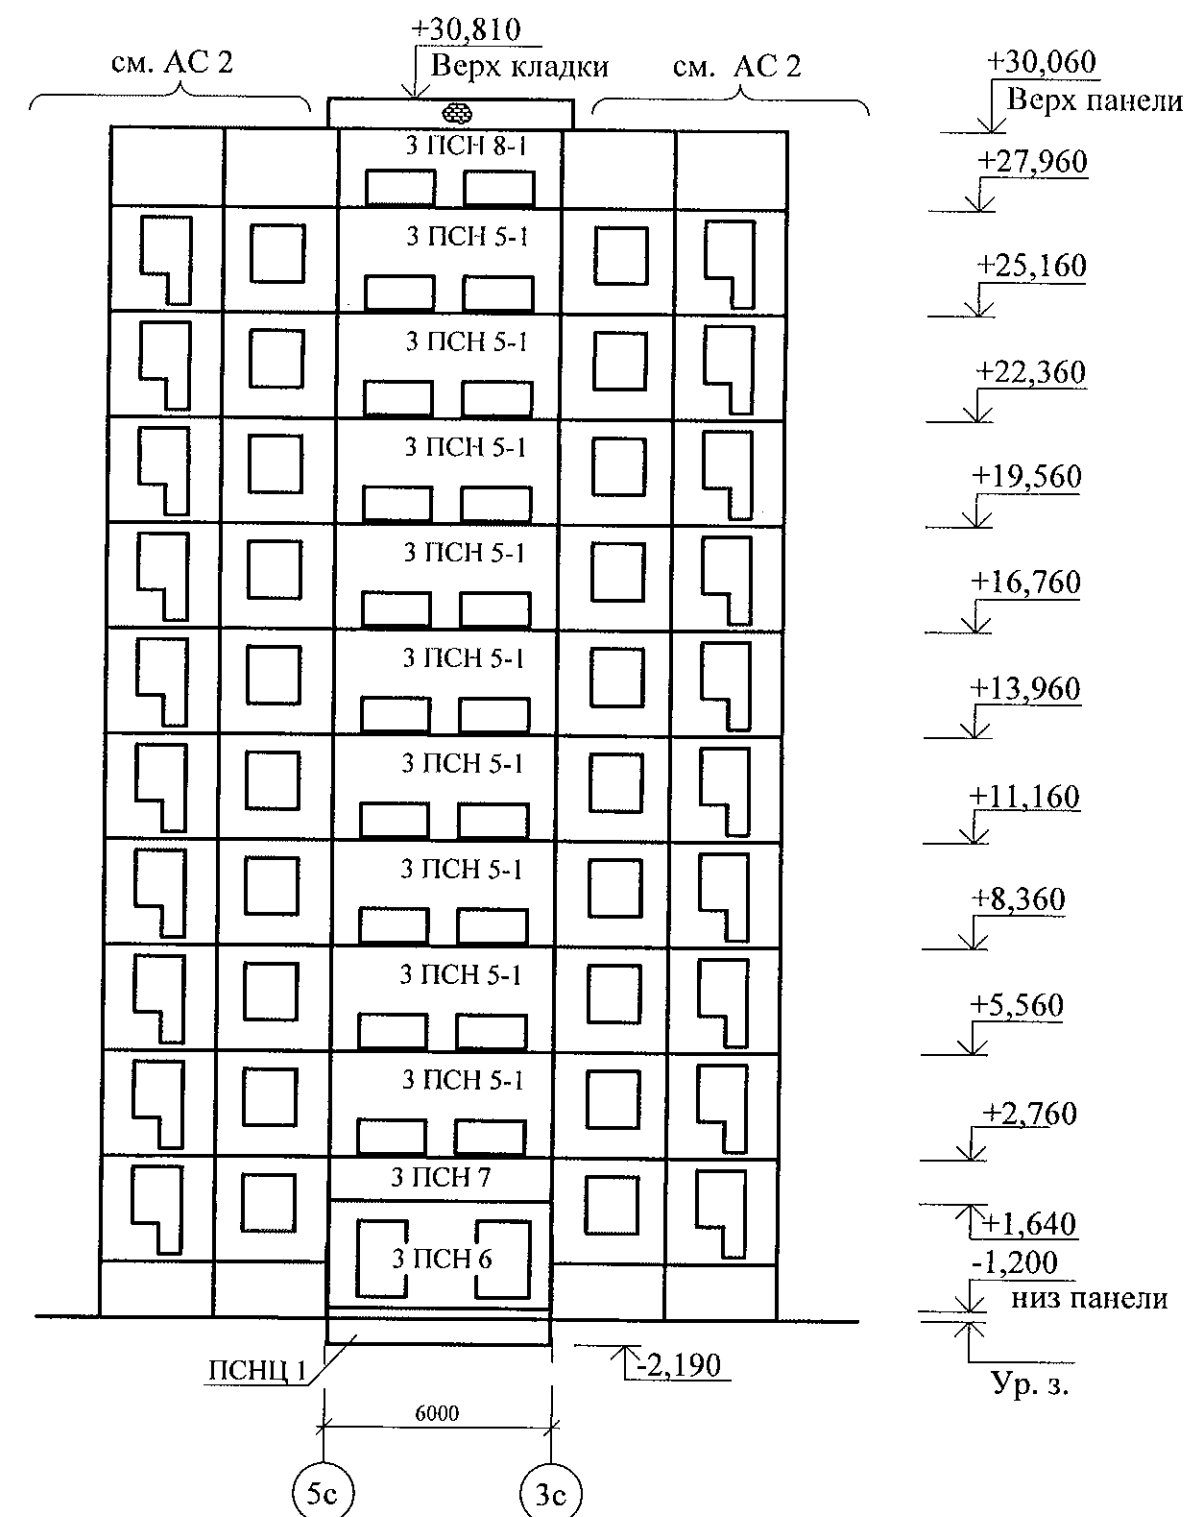 +30,810
Верх кладки
см. АС 2
см. АС 2
+30,060
Верх панели
3 ПСН 8-1
+27,960
3 ПСН 5-1
+25,160
3 ПСН 5-1
+22,360
3 ПСН 5-1
+19,560
3 ПСН 5-1
+16,760
3 ПСН 5-1
+13,960
3 ПСН 5-1
+11,160
3 ПСН 5-1
+8,360
3 ПСН 5-1
+5,560
3 ПСН 5-1
+2,760
3 ПСН 7
+1,640
3 ПСН 6
-1,200
низ панели
ПСНЦ 1
-2,190
Ур. з.
6000
5с
3с